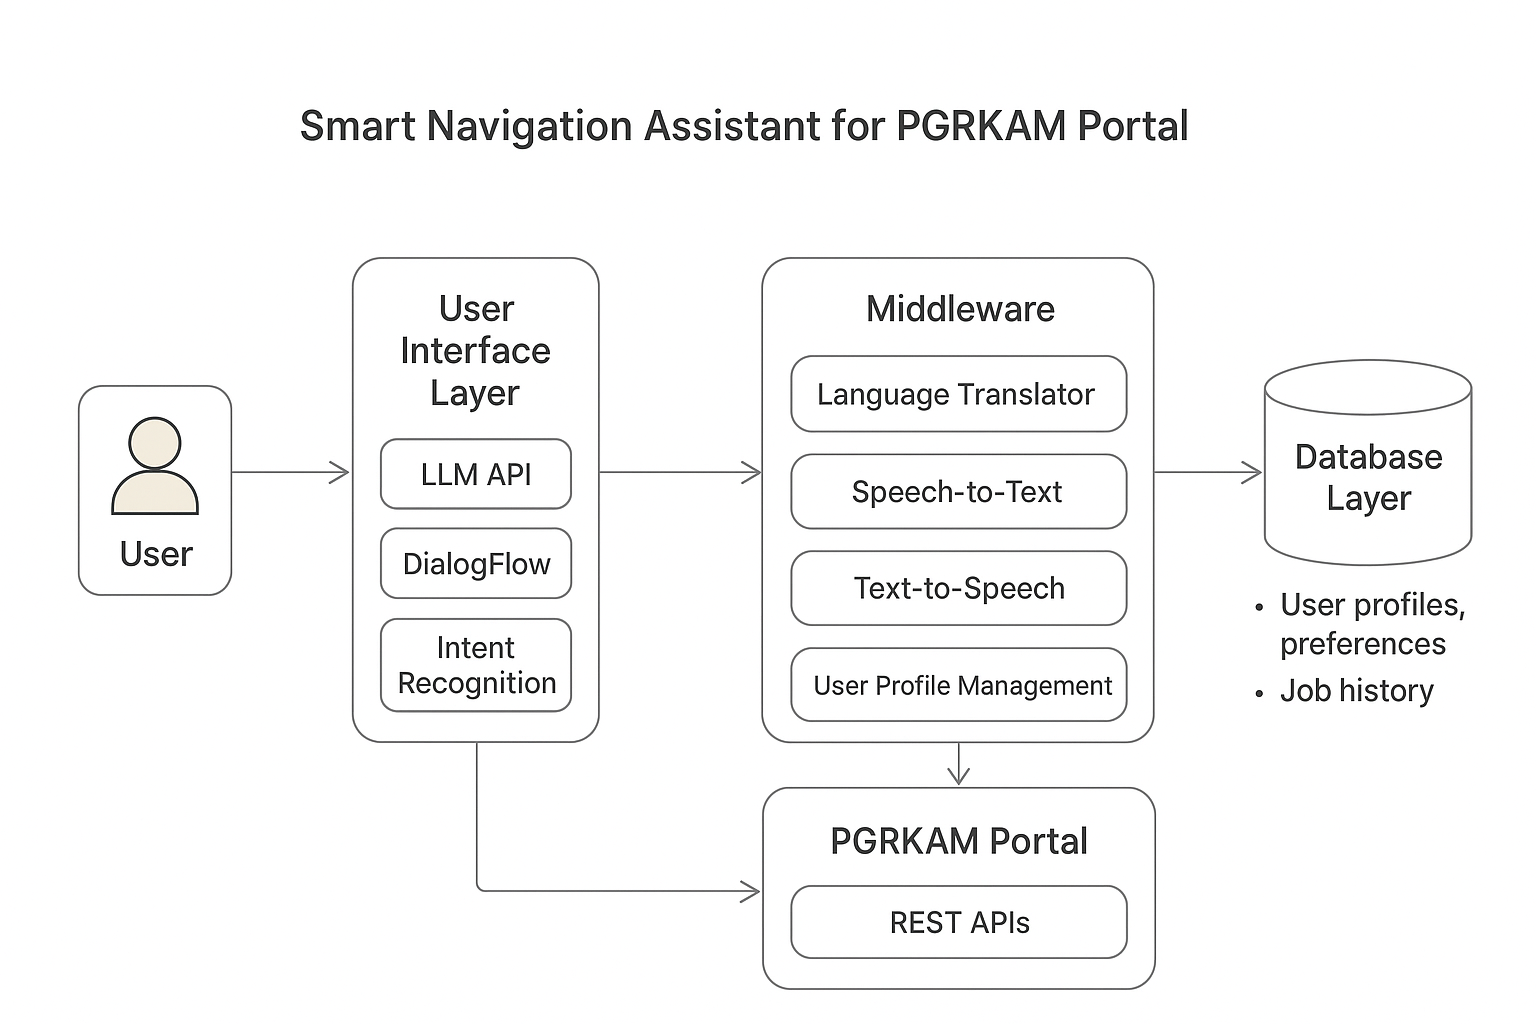 Smart Navigation Assistant for PGRKAM Portal
User
User
Interface
Layer
LLM API
DialogFlow
Intent
Recognition
Middleware
Language Translator
Speech-to-Text
Text-to-Speech
User Profile Management
Database
Layer
• User profiles,
preferences
• Job history
PGRKAM Portal
REST APIs